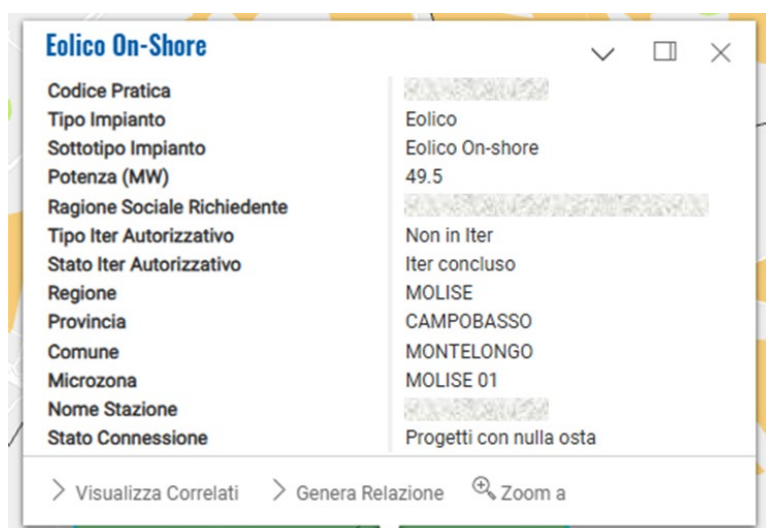 Eolico On-Shore
Codice Pratica
Tipo Impianto Eolico
Sottotipo Impianto Eolico On-shore
Potenza (MW) 49.5
Ragione Sociale Richiedente
Tipo Iter Autorizzativo Non in Iter
Stato Iter Autorizzativo Iter concluso
Regione MOLISE
Provincia CAMPOBASSO
Comune MONTELONGO
Microzona MOLISE 01
Nome Stazione
Stato Connessione Progetti con nulla osta
Visualizza Correlati Genera Relazione Zoom a